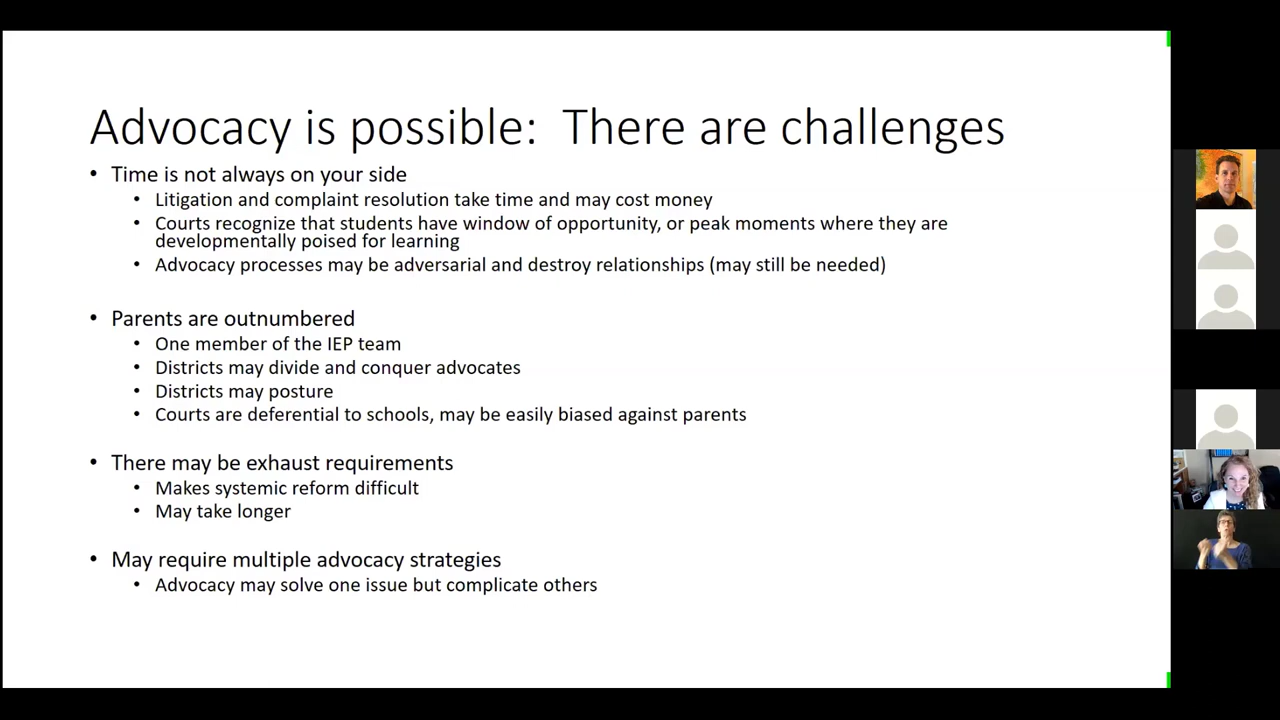 Advocacy is possible:  There are challenges
• Time is not always on your side
• Litigation and complaint resolution take time and may cost money
• Courts recognize that students have window of opportunity, or peak moments where they are
developmentally poised for learning
• Advocacy processes may be adversarial and destroy relationships (may still be needed)
• Parents are outnumbered
• One member of the IEP team
• Districts may divide and conquer advocates
• Districts may posture
• Courts are deferential to schools, may be easily biased against parents
• There may be exhaust requirements
• Makes systemic reform difficult
• May take longer
• May require multiple advocacy strategies
• Advocacy may solve one issue but complicate others